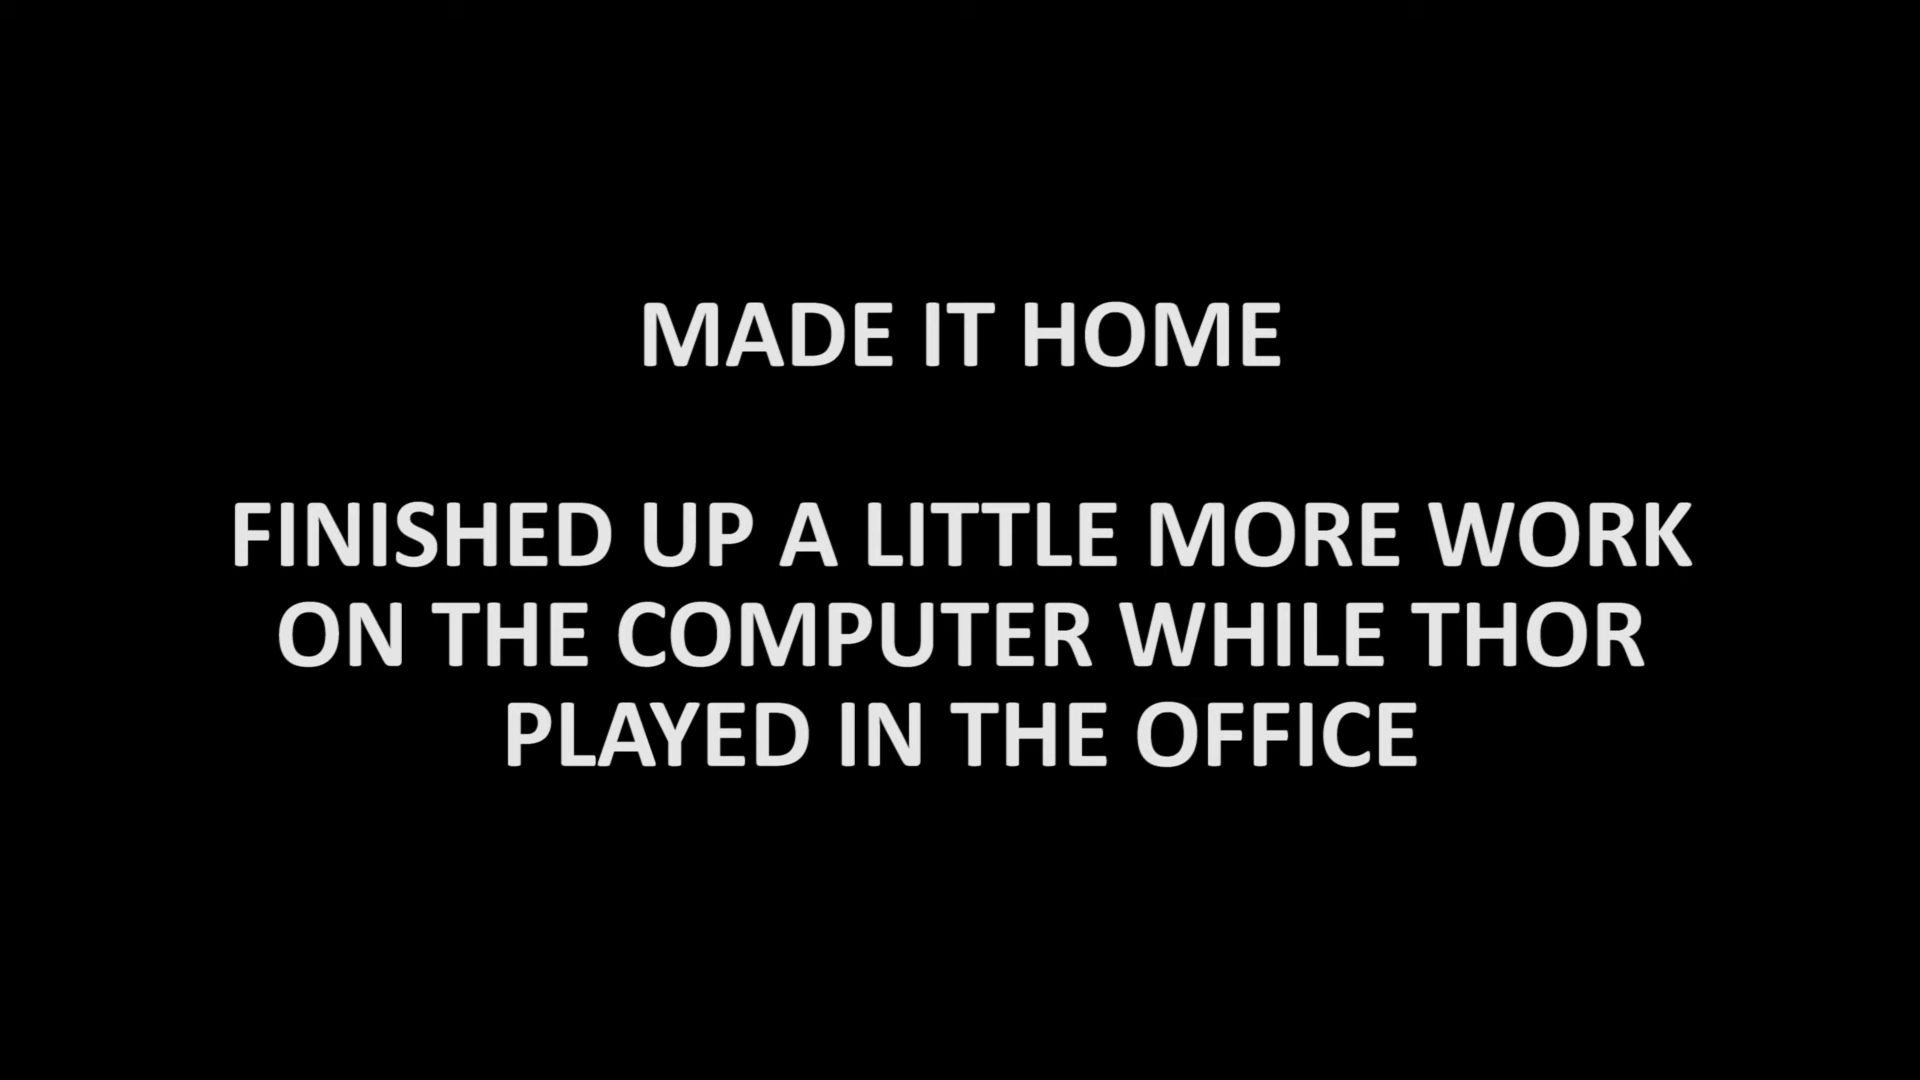 MADE IT HOME
FINISHED UP A LITTLE MORE WORK
ON THE COMPUTER WHILE THOR
PLAYED IN THE OFFICE